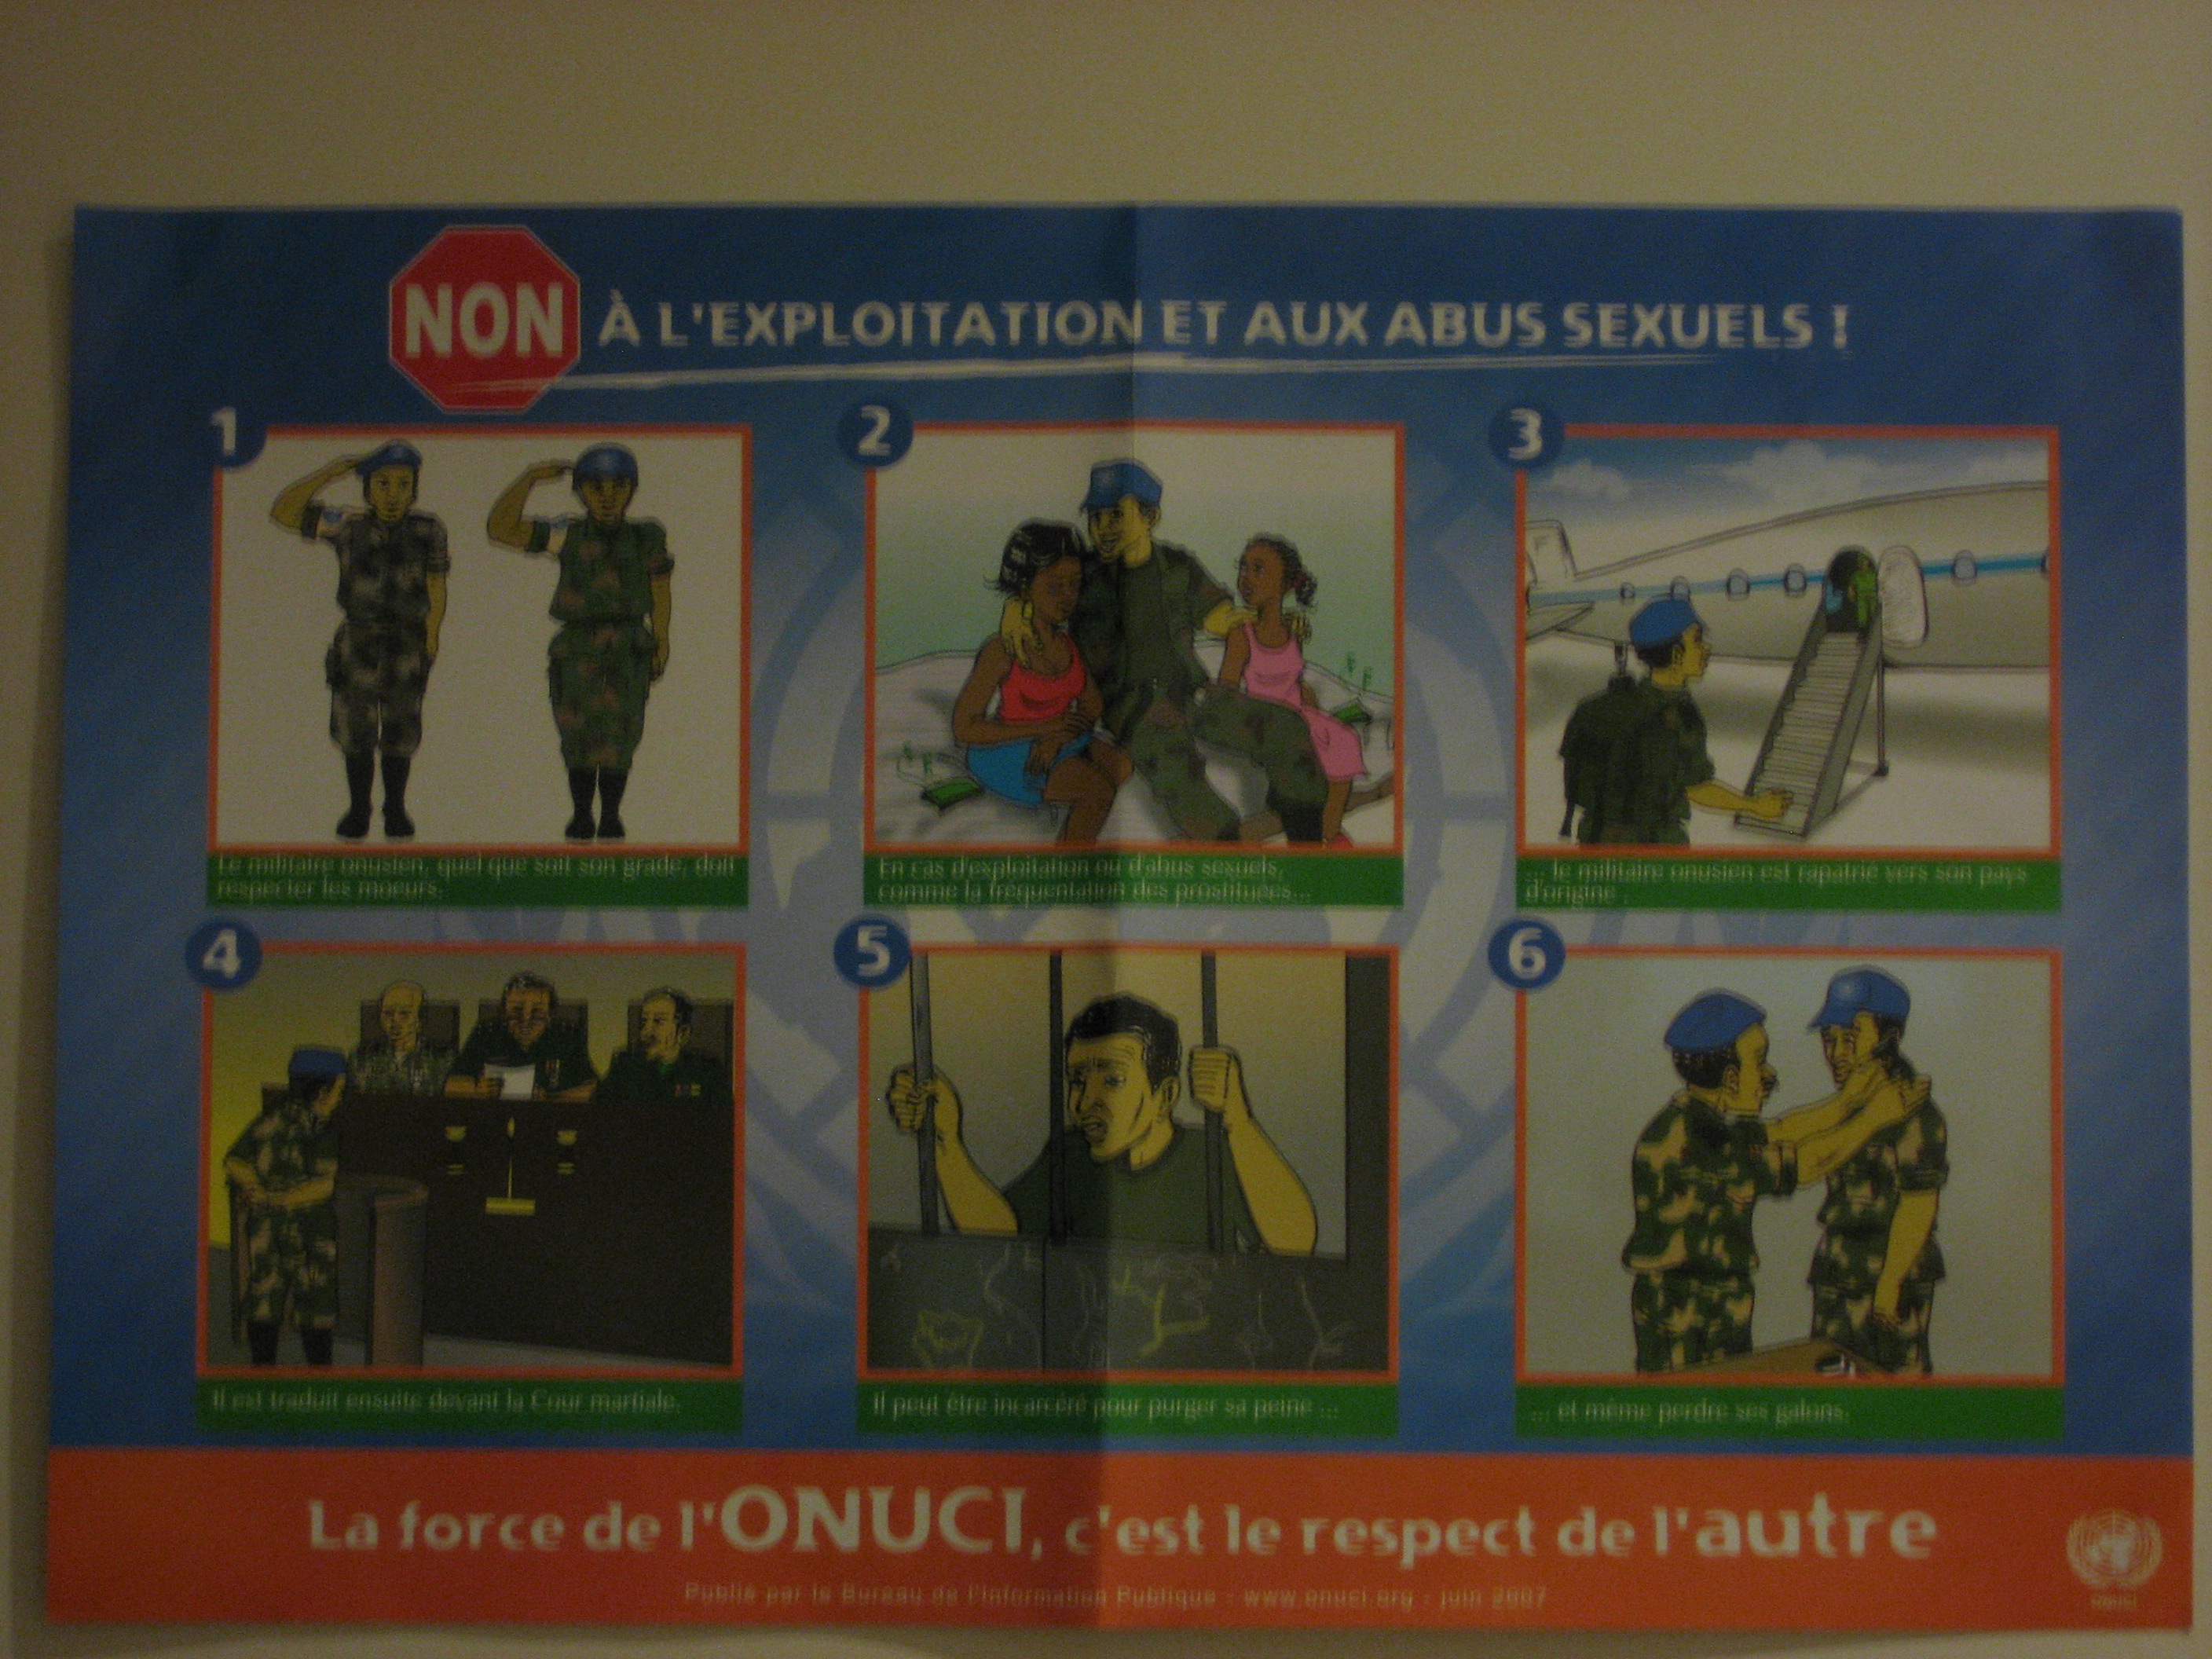 NON À L'EXPLOITATION ET AUX ABUS SEXUELS !
1
Le militaire onusien, quel que soit son grade, doit
respecter les moeurs.
2
En cas d'exploitation ou d'abus sexuels,
comme la fréquentation des prostituées...
3
... le militaire onusien est rapatrié vers son pays
d'origine.
4
Il est traduit ensuite devant la Cour martiale.
5
Il peut être incarcéré pour purger sa peine ...
6
... et même perdre ses galons.
La force de l'ONUCI, c'est le respect de l'autre
Publié par le Bureau de l'Information Publique - www.onuci.org - juin 2007
ONUCI